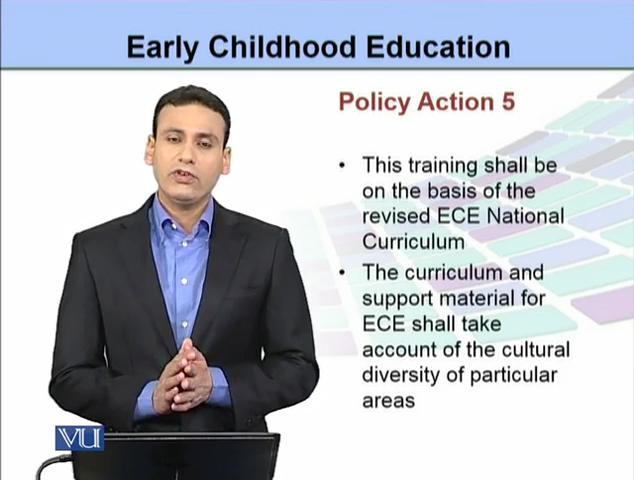 Early Childhood Education
Policy Action 5
• This training shall be
on the basis of the
revised ECE National
Curriculum
• The curriculum and
support material for
ECE shall take
account of the cultural
diversity of particular
areas
VU